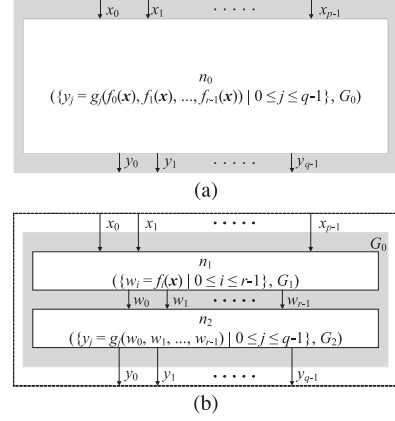 x0 x1 · · · · · xp-1
n0
({yj = gj(f0(x), f1(x), ..., fr-1(x)) | 0 ≤ j ≤ q-1}, G0)
y0 y1 · · · · · yq-1
(a)
x0 x1 · · · · · xp-1
G0
n1
({wi = fi(x) | 0 ≤ i ≤ r-1}, G1)
w0 w1 · · · · · wr-1
n2
({yj = gj(w0, w1, ..., wr-1) | 0 ≤ j ≤ q-1}, G2)
y0 y1 · · · · · yq-1
(b)